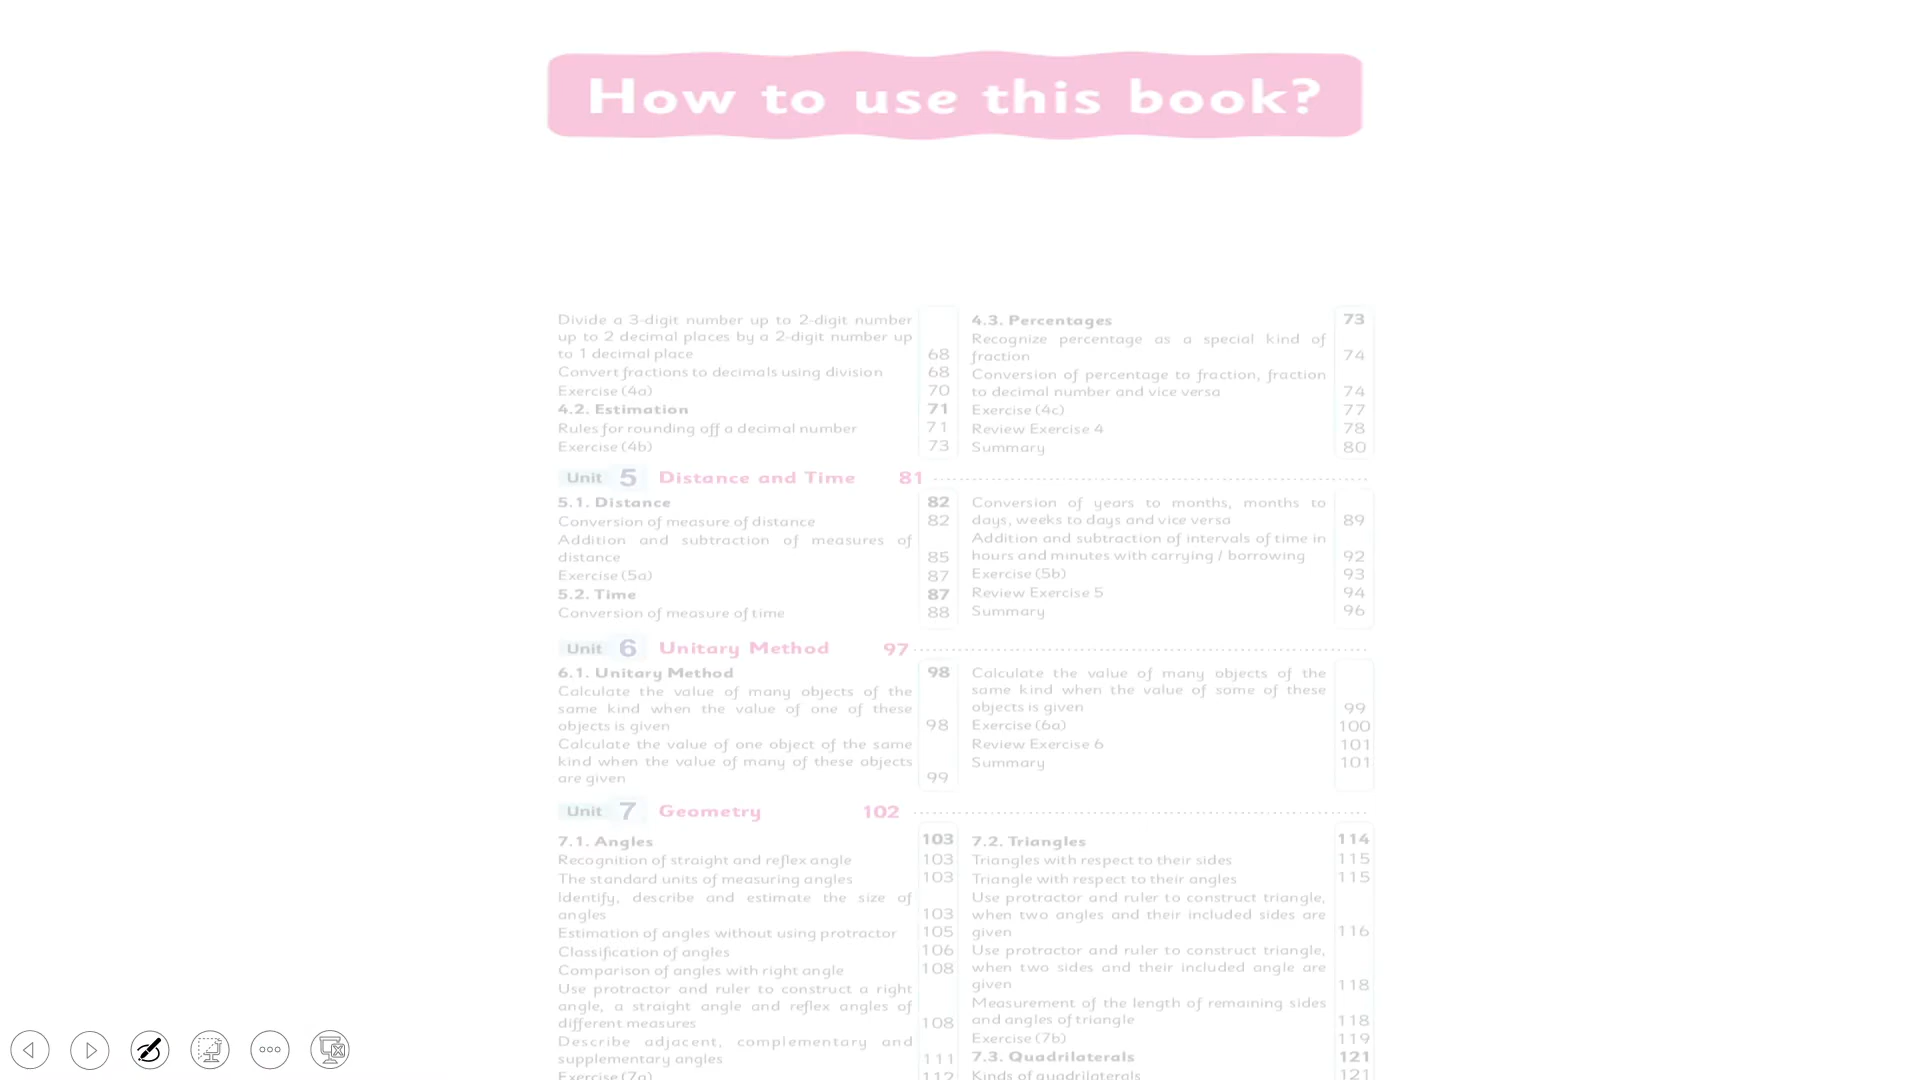 How to use this book?
Divide a 3-digit number up to 2-digit number
up to 2 decimal places by a 2-digit number up
to 1 decimal place 68
Convert fractions to decimals using division 68
Exercise (4a) 70
4.2. Estimation 71
Rules for rounding off a decimal number 71
Exercise (4b) 73
4.3. Percentages 73
Recognize percentage as a special kind of
fraction 74
Conversion of percentage to fraction, fraction
to decimal number and vice versa 74
Exercise (4c) 77
Review Exercise 4 78
Summary 80
Unit 5 Distance and Time 81
5.1. Distance 82
Conversion of measure of distance 82
Addition and subtraction of measures of
distance 85
Exercise (5a) 87
5.2. Time 87
Conversion of measure of time 88
Conversion of years to months, months to
days, weeks to days and vice versa 89
Addition and subtraction of intervals of time in
hours and minutes with carrying / borrowing 92
Exercise (5b) 93
Review Exercise 5 94
Summary 96
Unit 6 Unitary Method 97
6.1. Unitary Method 98
Calculate the value of many objects of the
same kind when the value of one of these
objects is given 98
Calculate the value of one object of the same
kind when the value of many of these objects
are given 99
Calculate the value of many objects of the
same kind when the value of some of these
objects is given 99
Exercise (6a) 100
Review Exercise 6 101
Summary 101
Unit 7 Geometry 102
7.1. Angles 103
Recognition of straight and reflex angle 103
The standard units of measuring angles 103
Identify, describe and estimate the size of
angles 103
Estimation of angles without using protractor 105
Classification of angles 106
Comparison of angles with right angle 108
Use protractor and ruler to construct a right
angle, a straight angle and reflex angles of
different measures 108
Describe adjacent, complementary and
supplementary angles 111
Exercise (7a) 112
7.2. Triangles 114
Triangles with respect to their sides 115
Triangle with respect to their angles 115
Use protractor and ruler to construct triangle,
when two angles and their included sides are
given 116
Use protractor and ruler to construct triangle,
when two sides and their included angle are
given 118
Measurement of the length of remaining sides
and angles of triangle 118
Exercise (7b) 119
7.3. Quadrilaterals 121
Kinds of quadrilaterals 121